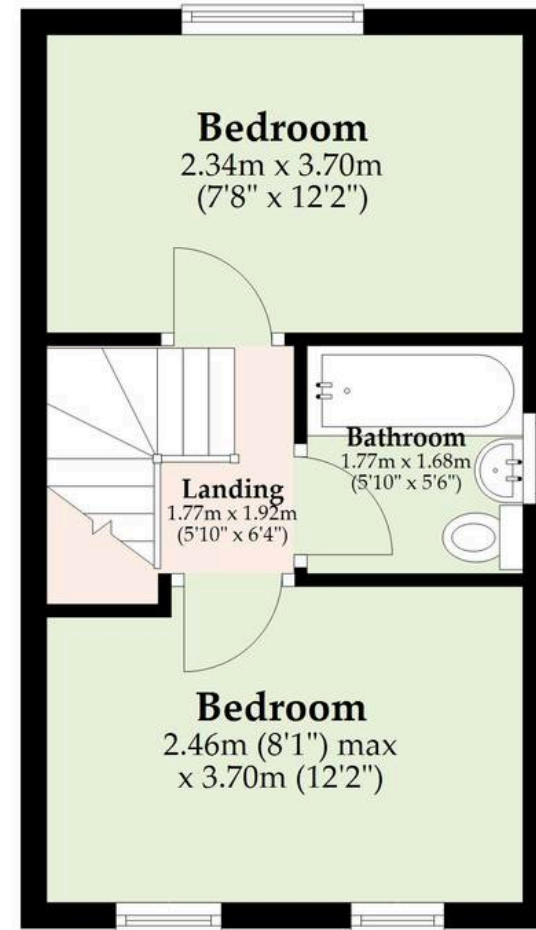 Bedroom
2.34m x 3.70m
(7'8" x 12'2")
Bathroom
1.77m x 1.68m
(5'10" x 5'6")
Landing
1.77m x 1.92m
(5'10" x 6'4")
Bedroom
2.46m (8'1") max
x 3.70m (12'2")